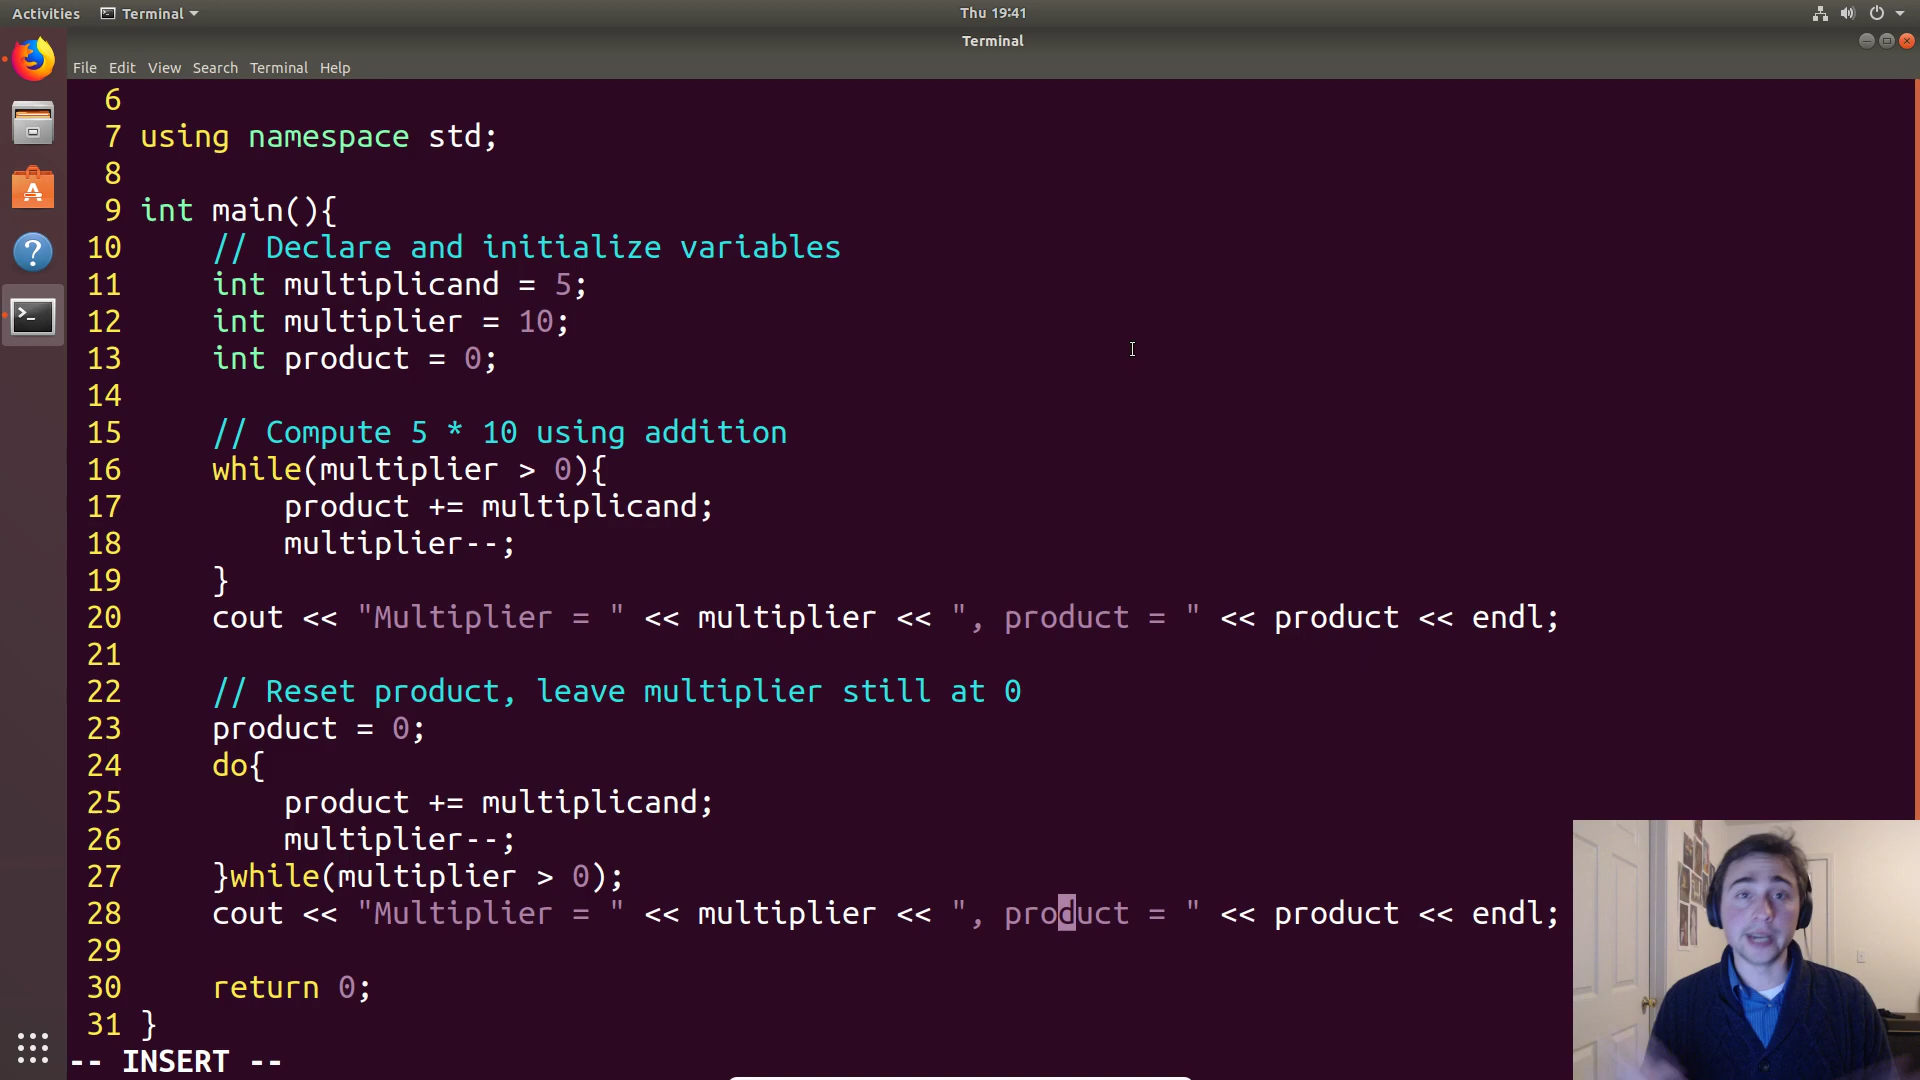 Activities Terminal Thu 19:41
Terminal
File Edit View Search Terminal Help
6
7 using namespace std;
8
9 int main(){
10 // Declare and initialize variables
11 int multiplicand = 5;
12 int multiplier = 10;
13 int product = 0;
14
15 // Compute 5 * 10 using addition
16 while(multiplier > 0){
17 product += multiplicand;
18 multiplier--;
19 }
20 cout << "Multiplier = " << multiplier << ", product = " << product << endl;
21
22 // Reset product, leave multiplier still at 0
23 product = 0;
24 do{
25 product += multiplicand;
26 multiplier--;
27 }while(multiplier > 0);
28 cout << "Multiplier = " << multiplier << ", product = " << product << endl;
29
30 return 0;
31 }
-- INSERT --